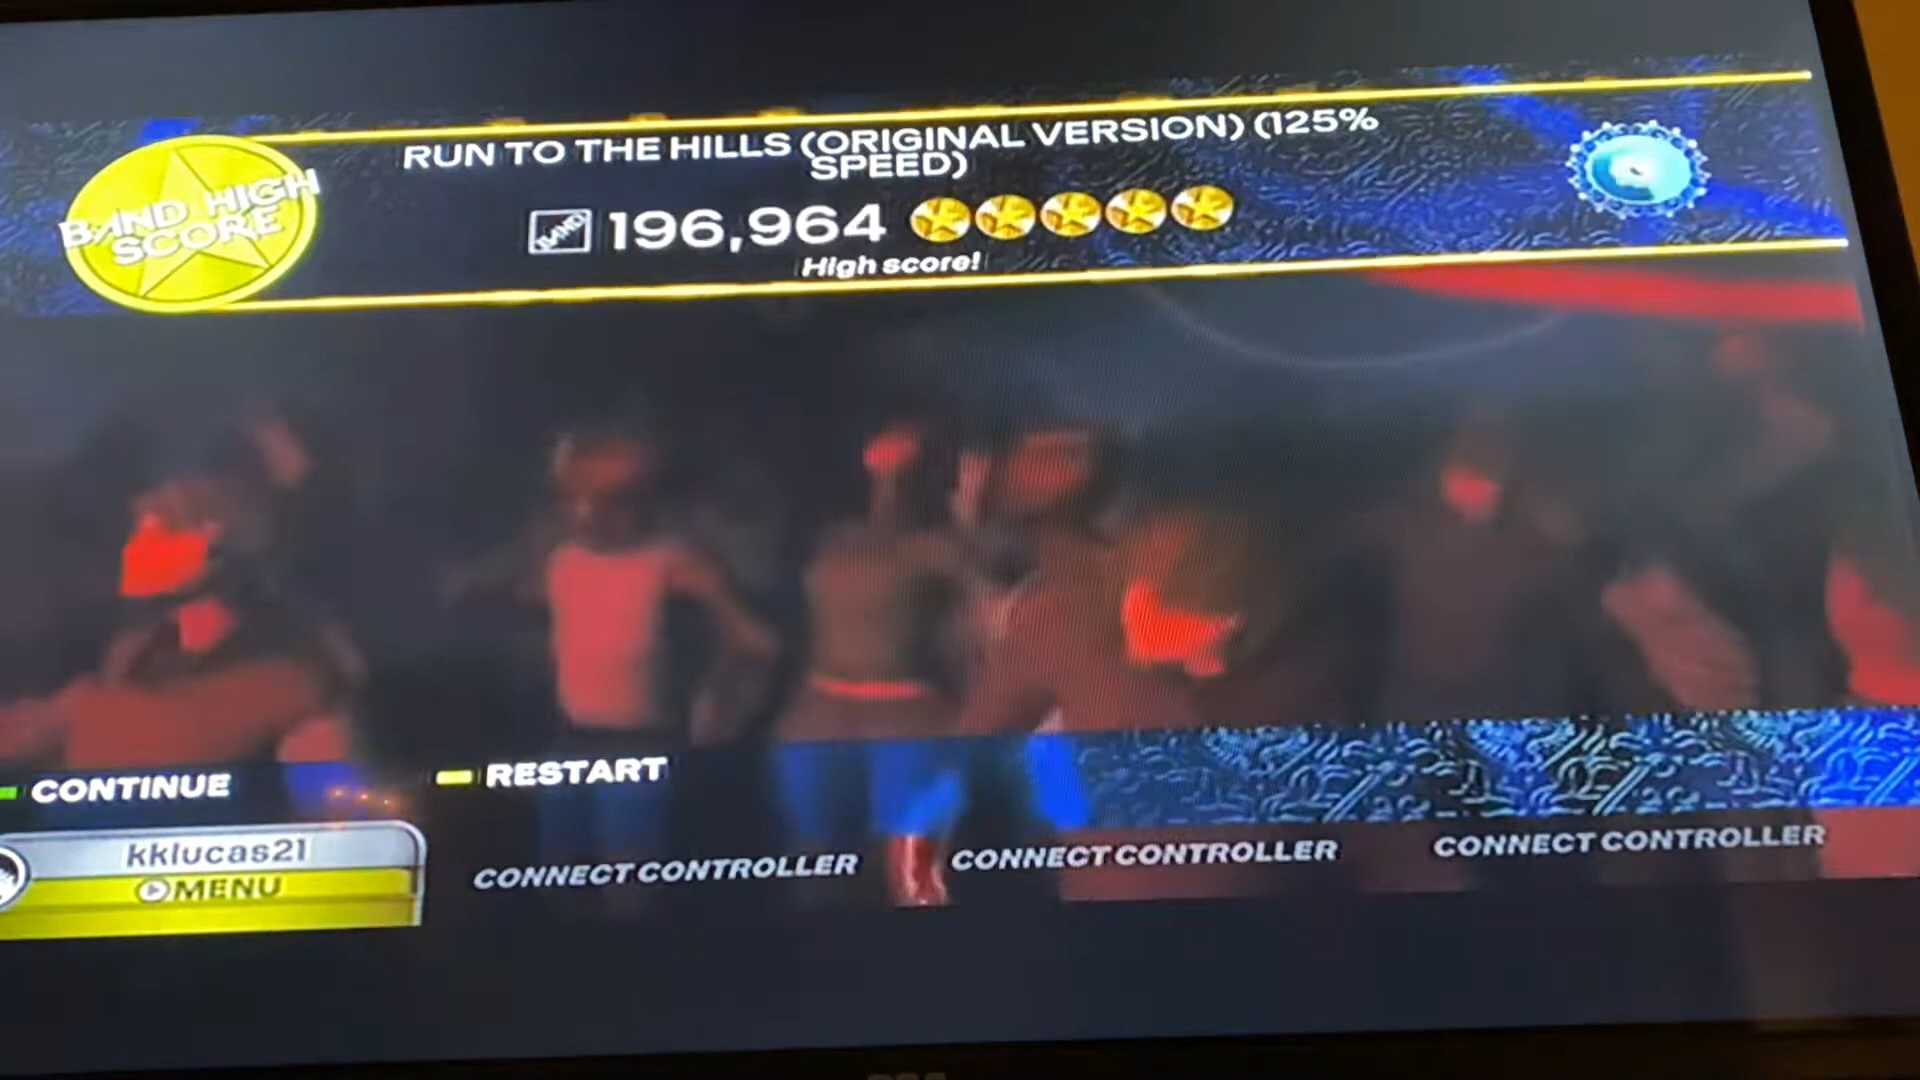 BAND HIGH
SCORE
RUN TO THE HILLS (ORIGINAL VERSION) (125%
SPEED)
BAND 196,964
High score!
CONTINUE
RESTART
kklucas21
MENU
CONNECT CONTROLLER
CONNECT CONTROLLER
CONNECT CONTROLLER